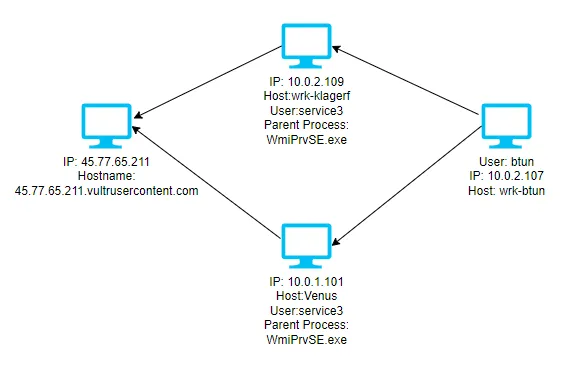 IP: 10.0.2.109
Host:wrk-klagerf
User:service3
Parent Process:
WmiPrvSE.exe
IP: 45.77.65.211
Hostname:
45.77.65.211.vultrusercontent.com
User: btun
IP: 10.0.2.107
Host: wrk-btun
IP: 10.0.1.101
Host:Venus
User:service3
Parent Process:
WmiPrvSE.exe